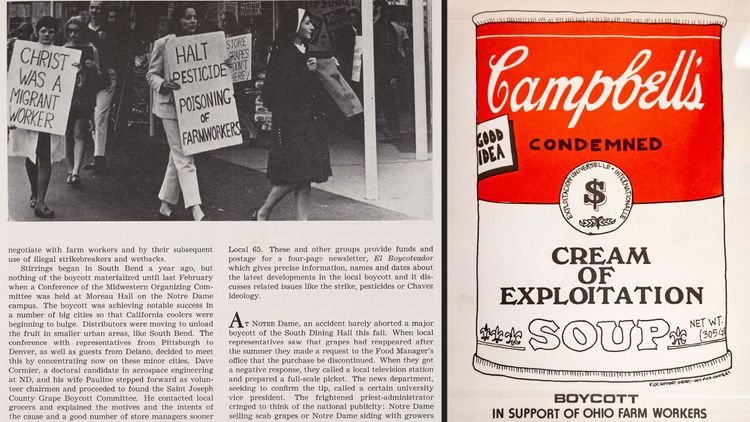 CHRIST
WAS A
MIGRANT
WORKER
HALT
PESTICIDE
POISONING
OF
FARMWORKERS
STORE
GRAPES
HERE!
negotiate with farm workers and by their subsequent
use of illegal strikebreakers and wetbacks.
Stirrings began in South Bend a year ago, but
nothing of the boycott materialized until last February
when a Conference of the Midwestern Organizing Com-
mittee was held at Moreau Hall on the Notre Dame
campus. The boycott was achieving notable success in
a number of big cities so that California coolers were
beginning to bulge. Distributors were moving to unload
the fruit in smaller urban areas, like South Bend. The
conference with representatives from Pittsburgh to
Denver, as well as guests from Delano, decided to meet
this by concentrating now on these minor cities. Dave
Cormier, a doctoral candidate in aerospace engineering
at ND, and his wife Pauline stepped forward as volun-
teer chairmen and proceeded to found the Saint Joseph
County Grape Boycott Committee. He contacted local
grocers and explained the motives and the intents of
the cause and a good number of store managers sooner
Local 65. These and other groups provide funds and
postage for a four-page newsletter, El Boycoteador
which gives precise information, names and dates about
the latest developments in the local boycott and it dis-
cusses related issues like the strike, pesticides or Chavez
ideology.
AT NOTRE DAME, an accident barely aborted a major
boycott of the South Dining Hall this fall. When local
representatives saw that grapes had reappeared after
the summer they made a request to the Food Manager's
office that the purchase be discontinued. When they got
a negative response, they called a local television station
and prepared a full-scale picket. The news department,
seeking to confirm the tip, called a certain university
vice president. The frightened priest-administrator
cringed to think of the national publicity: Notre Dame
selling scab grapes or Notre Dame siding with growers
Campbell's
GOOD
IDEA
CONDEMNED
EXPLOITACIÓN·UNIVERSELLE·INTERNATIONALE
$
CREAM
OF
EXPLOITATION
SOUP
NET WT.
(305 G)
BOYCOTT
IN SUPPORT OF OHIO FARM WORKERS